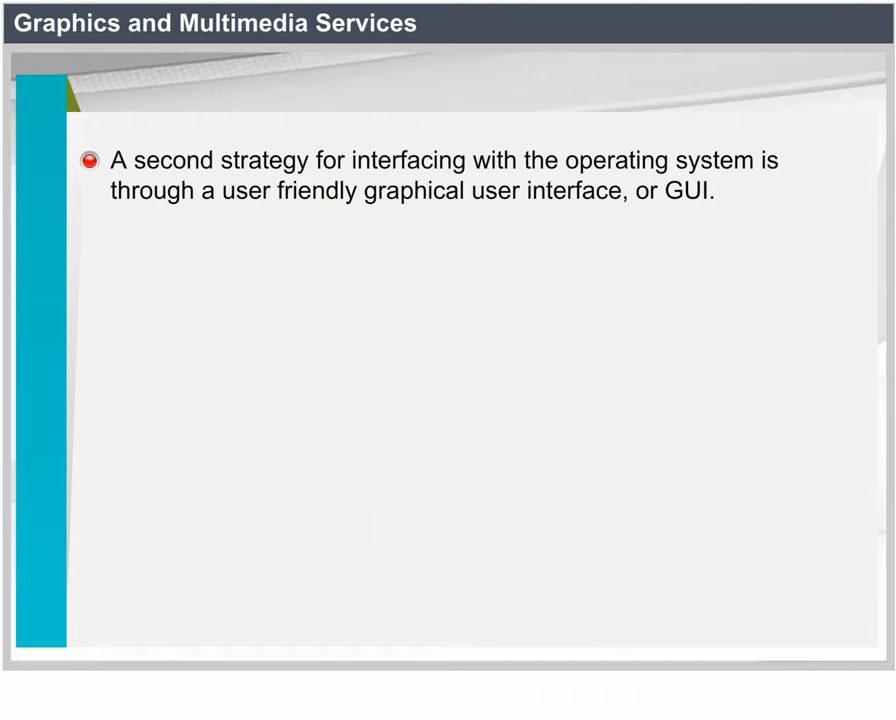 Graphics and Multimedia Services
A second strategy for interfacing with the operating system is
through a user friendly graphical user interface, or GUI.